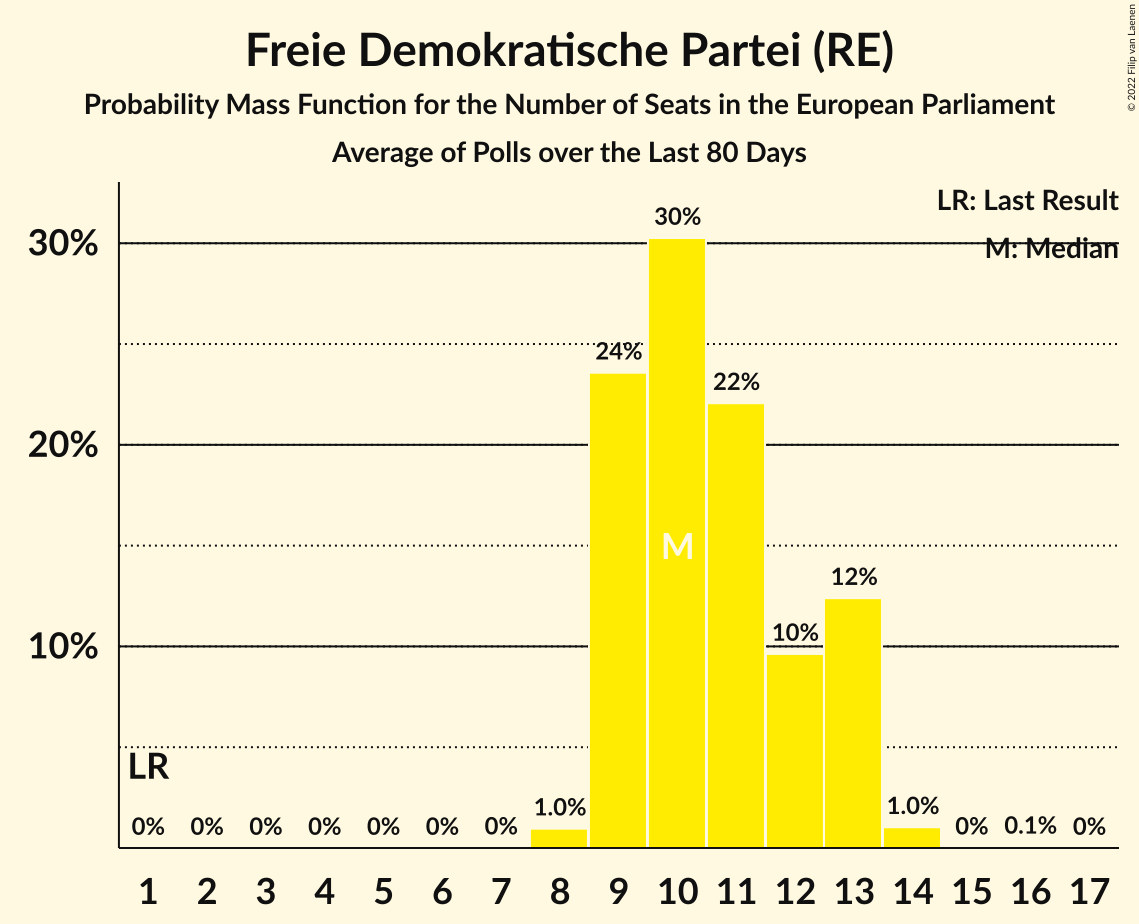 Freie Demokratische Partei (RE)
Probability Mass Function for the Number of Seats in the European Parliament
Average of Polls over the Last 80 Days
© 2022 Filip van Laenen
LR: Last Result
M: Median
30%
20%
10%
30%
24%
22%
M
12%
10%
LR
0% 0% 0% 0% 0% 0% 0% 1.0% 1.0% 0% 0.1% 0%
1 2 3 4 5 6 7 8 9 10 11 12 13 14 15 16 17